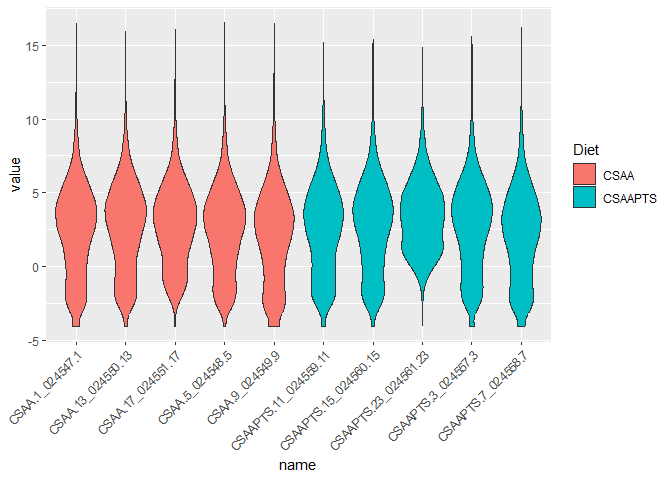 15
10
5
0
-5
value
CSAA.1_024547.1
CSAA.13_024550.13
CSAA.17_024551.17
CSAA.5_024548.5
CSAA.9_024549.9
CSAAPTS.11_024559.11
CSAAPTS.15_024560.15
CSAAPTS.23_024561.23
CSAAPTS.3_024557.3
CSAAPTS.7_024558.7
name
Diet
CSAA
CSAAPTS